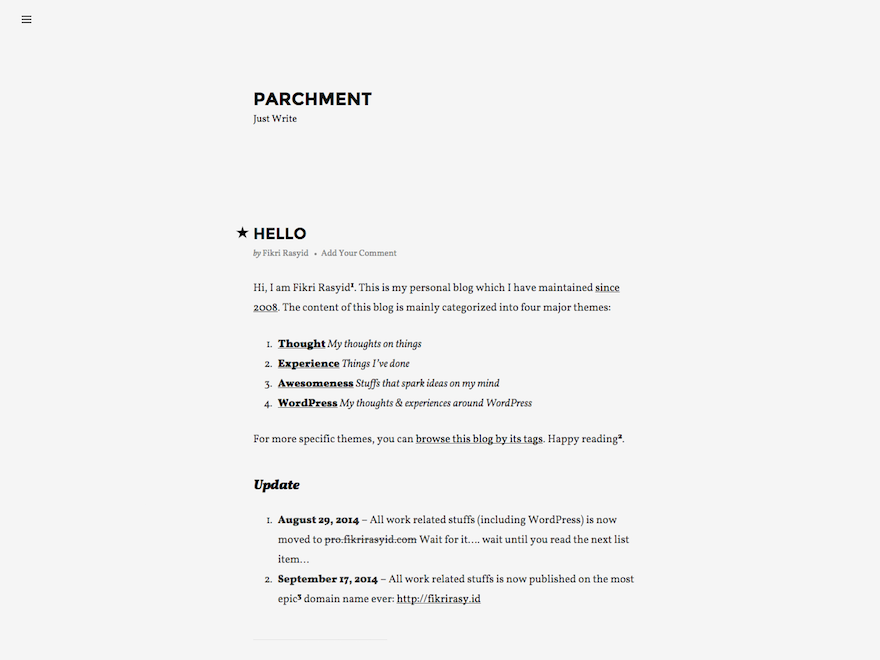 PARCHMENT
Just Write
★ HELLO
by Fikri Rasyid • Add Your Comment
Hi, I am Fikri Rasyid¹. This is my personal blog which I have maintained since
2008. The content of this blog is mainly categorized into four major themes:
1. Thought My thoughts on things
2. Experience Things I've done
3. Awesomeness Stuffs that spark ideas on my mind
4. WordPress My thoughts & experiences around WordPress
For more specific themes, you can browse this blog by its tags. Happy reading².
Update
1. August 29, 2014 – All work related stuffs (including WordPress) is now
moved to pro.fikrirasyid.com Wait for it…. wait until you read the next list
item…
2. September 17, 2014 – All work related stuffs is now published on the most
epic³ domain name ever: http://fikrirasy.id